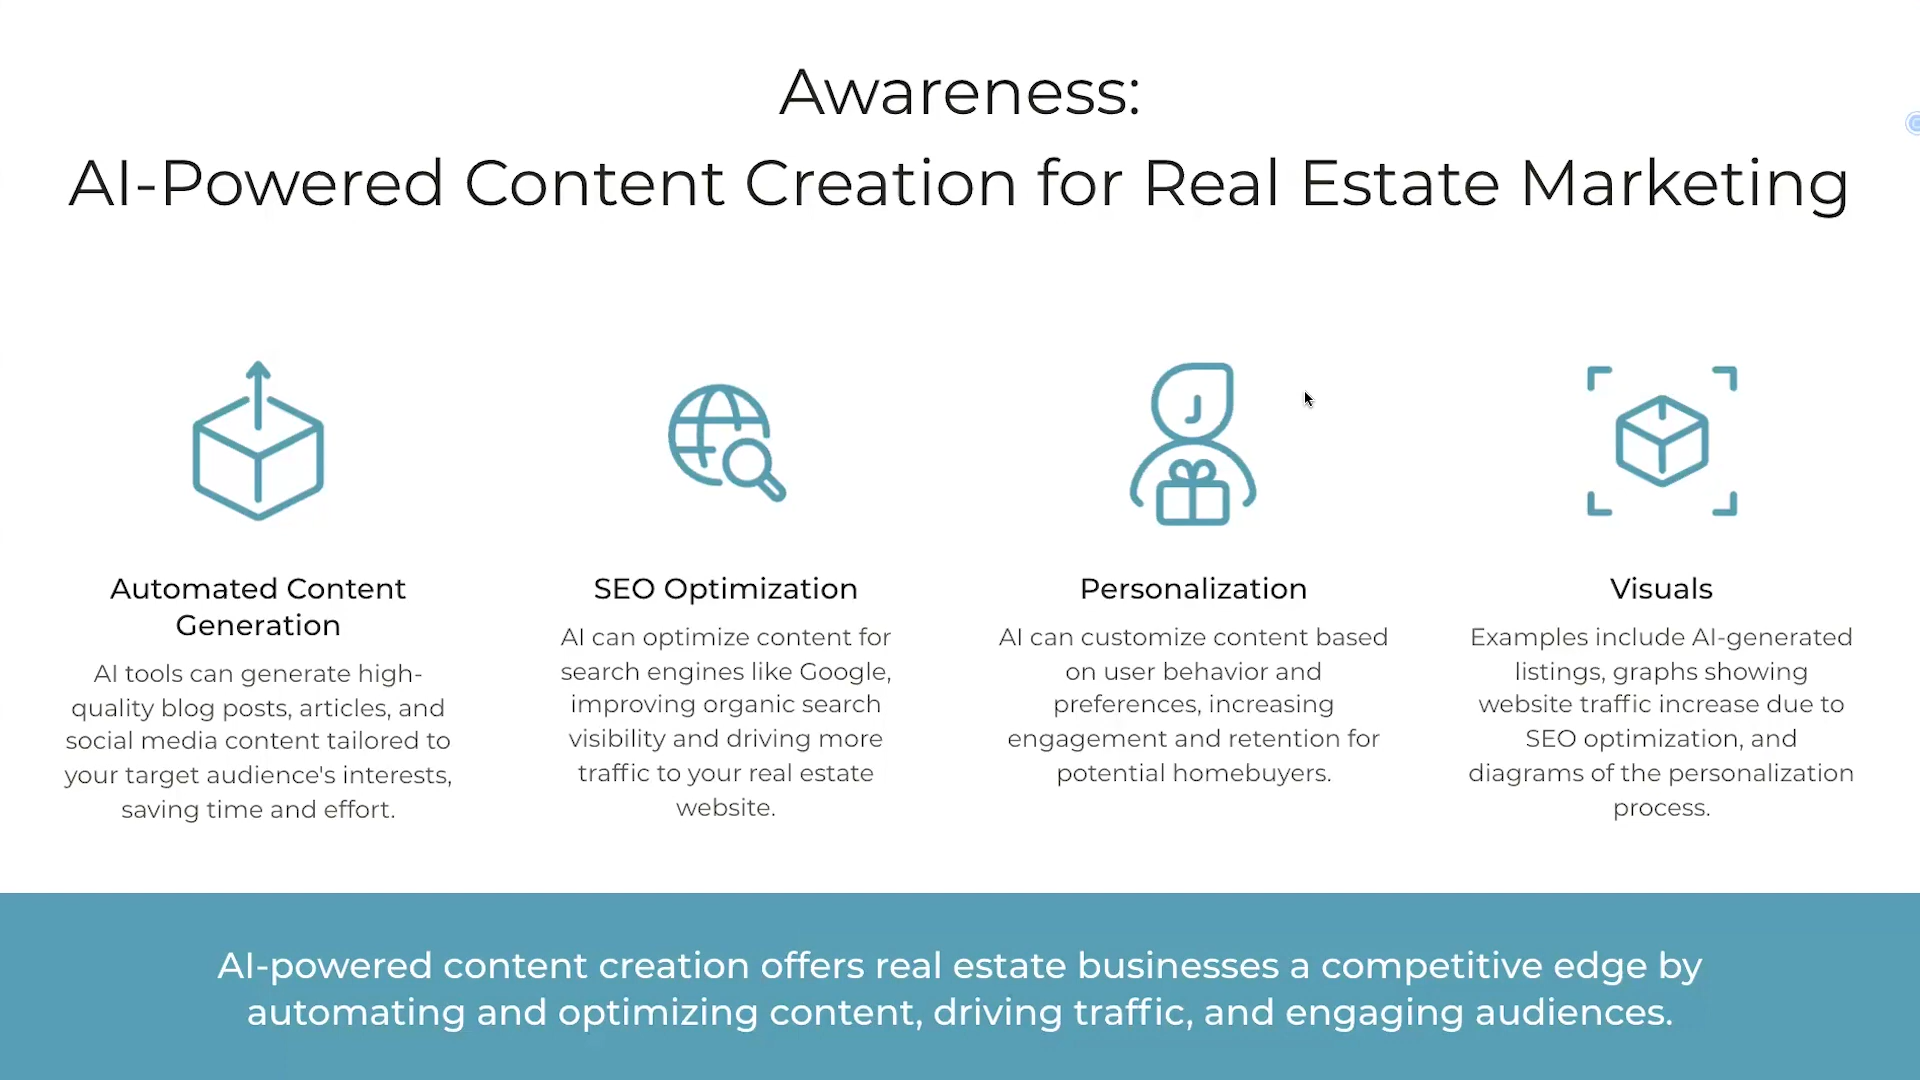 Awareness:
AI-Powered Content Creation for Real Estate Marketing
Automated Content
Generation
AI tools can generate high-
quality blog posts, articles, and
social media content tailored to
your target audience's interests,
saving time and effort.
SEO Optimization
AI can optimize content for
search engines like Google,
improving organic search
visibility and driving more
traffic to your real estate
website.
Personalization
AI can customize content based
on user behavior and
preferences, increasing
engagement and retention for
potential homebuyers.
Visuals
Examples include AI-generated
listings, graphs showing
website traffic increase due to
SEO optimization, and
diagrams of the personalization
process.
AI-powered content creation offers real estate businesses a competitive edge by
automating and optimizing content, driving traffic, and engaging audiences.